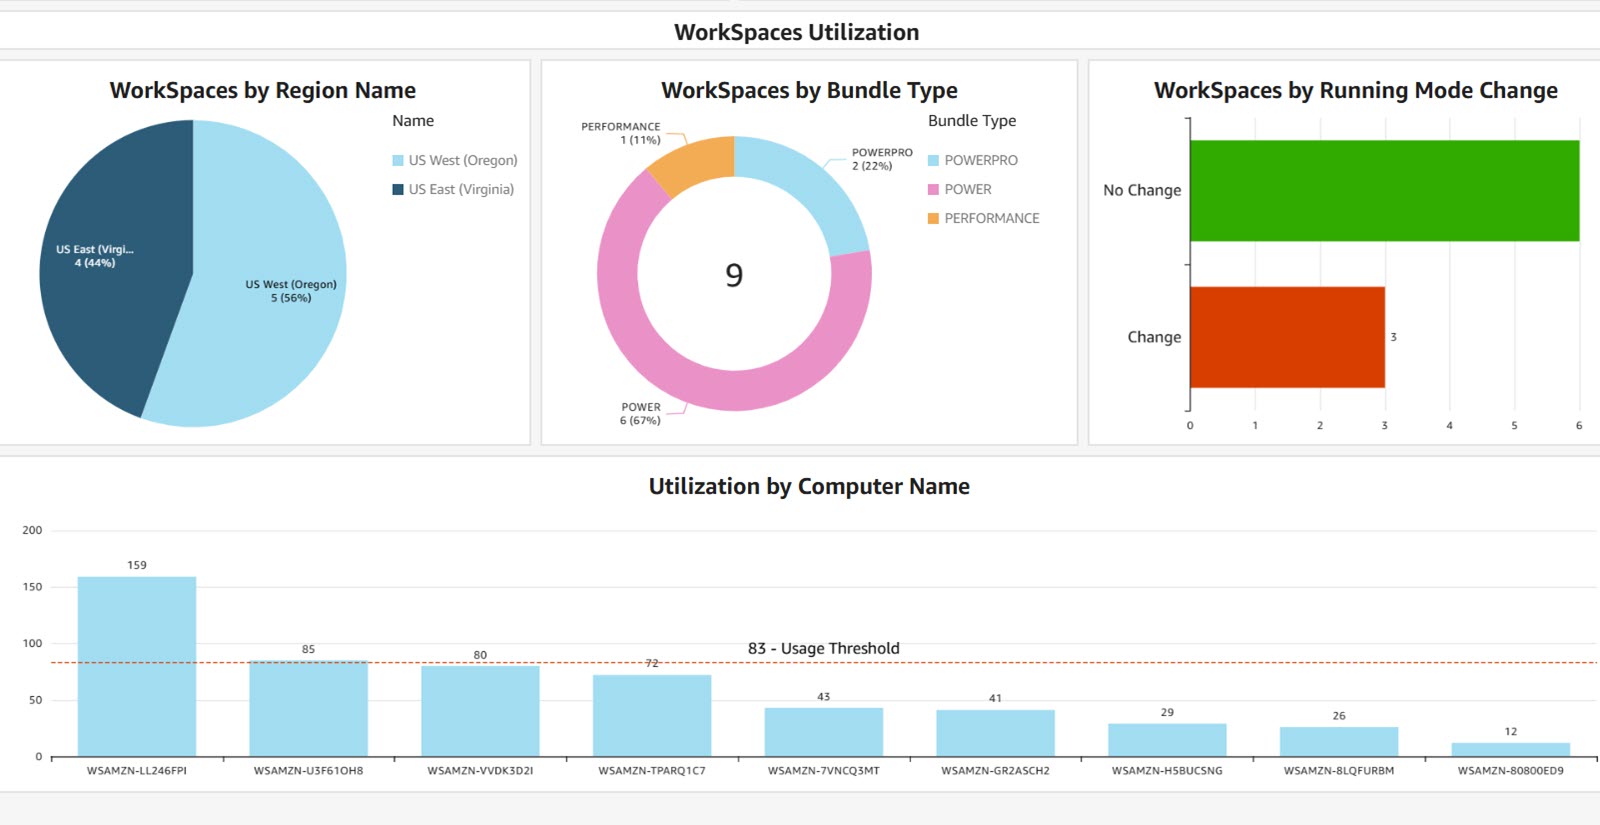 WorkSpaces Utilization
WorkSpaces by Region Name
Name
US West (Oregon)
US East (Virginia)
US East (Virgi...
4 (44%)
US West (Oregon)
5 (56%)
WorkSpaces by Bundle Type
Bundle Type
POWERPRO
POWER
PERFORMANCE
PERFORMANCE
1 (11%)
POWERPRO
2 (22%)
9
POWER
6 (67%)
WorkSpaces by Running Mode Change
No Change
Change
3
0 1 2 3 4 5 6
Utilization by Computer Name
200
150
100
50
0
159
85
80
72
83 - Usage Threshold
43
41
29
26
12
WSAMZN-LL246FPI WSAMZN-U3F61OH8 WSAMZN-VVDK3D2I WSAMZN-TPARQ1C7 WSAMZN-7VNCQ3MT WSAMZN-GR2ASCH2 WSAMZN-H5BUCSNG WSAMZN-8LQFURBM WSAMZN-80800ED9